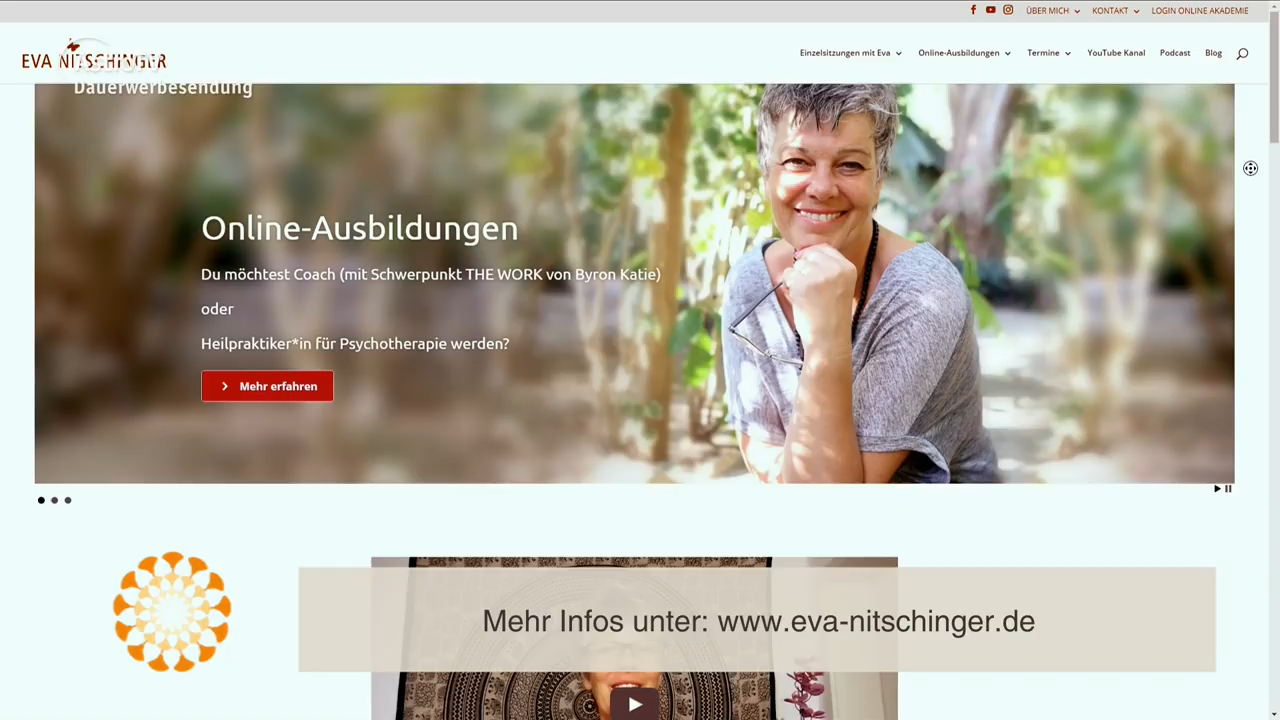 ÜBER MICH
KONTAKT
LOGIN ONLINE AKADEMIE
EVA NITSCHINGER
Einzelsitzungen mit Eva
Online-Ausbildungen
Termine
YouTube Kanal
Podcast
Blog
Dauerwerbesendung
Online-Ausbildungen
Du möchtest Coach (mit Schwerpunkt THE WORK von Byron Katie)
oder
Heilpraktiker*in für Psychotherapie werden?
Mehr erfahren
Mehr Infos unter: www.eva-nitschinger.de